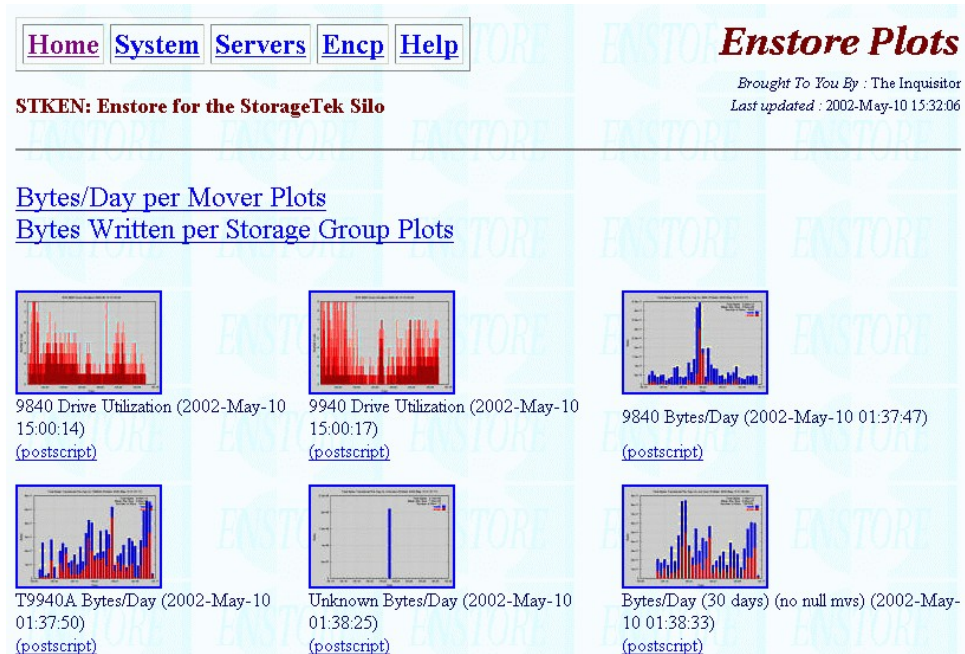 Home System Servers Encp Help
Enstore Plots
Brought To You By : The Inquisitor
Last updated : 2002-May-10 15:32:06
STKEN: Enstore for the StorageTek Silo
Bytes/Day per Mover Plots
Bytes Written per Storage Group Plots
9840 Drive Utilization (2002-May-10
15:00:14)
(postscript)
9940 Drive Utilization (2002-May-10
15:00:17)
(postscript)
9840 Bytes/Day (2002-May-10 01:37:47)
(postscript)
T9940A Bytes/Day (2002-May-10
01:37:50)
(postscript)
Unknown Bytes/Day (2002-May-10
01:38:25)
(postscript)
Bytes/Day (30 days) (no null mvs) (2002-May-
10 01:38:33)
(postscript)
ENSTORE